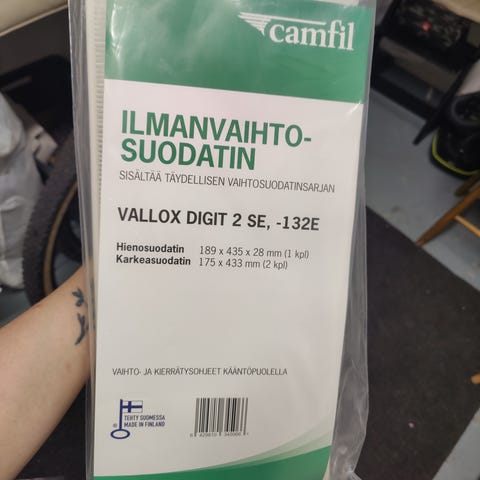 camfil
ILMANVAIHTO-
SUODATIN
SISÄLTÄÄ TÄYDELLISEN VAIHTOSUODATINSARJAN
VALLOX DIGIT 2 SE, -132E
Hienosuodatin 189 x 435 x 28 mm (1 kpl)
Karkeasuodatin 175 x 433 mm (2 kpl)
VAIHTO- JA KIERRÄTYSOHJEET KÄÄNTÖPUOLELLA
TEHTY SUOMESSA
MADE IN FINLAND